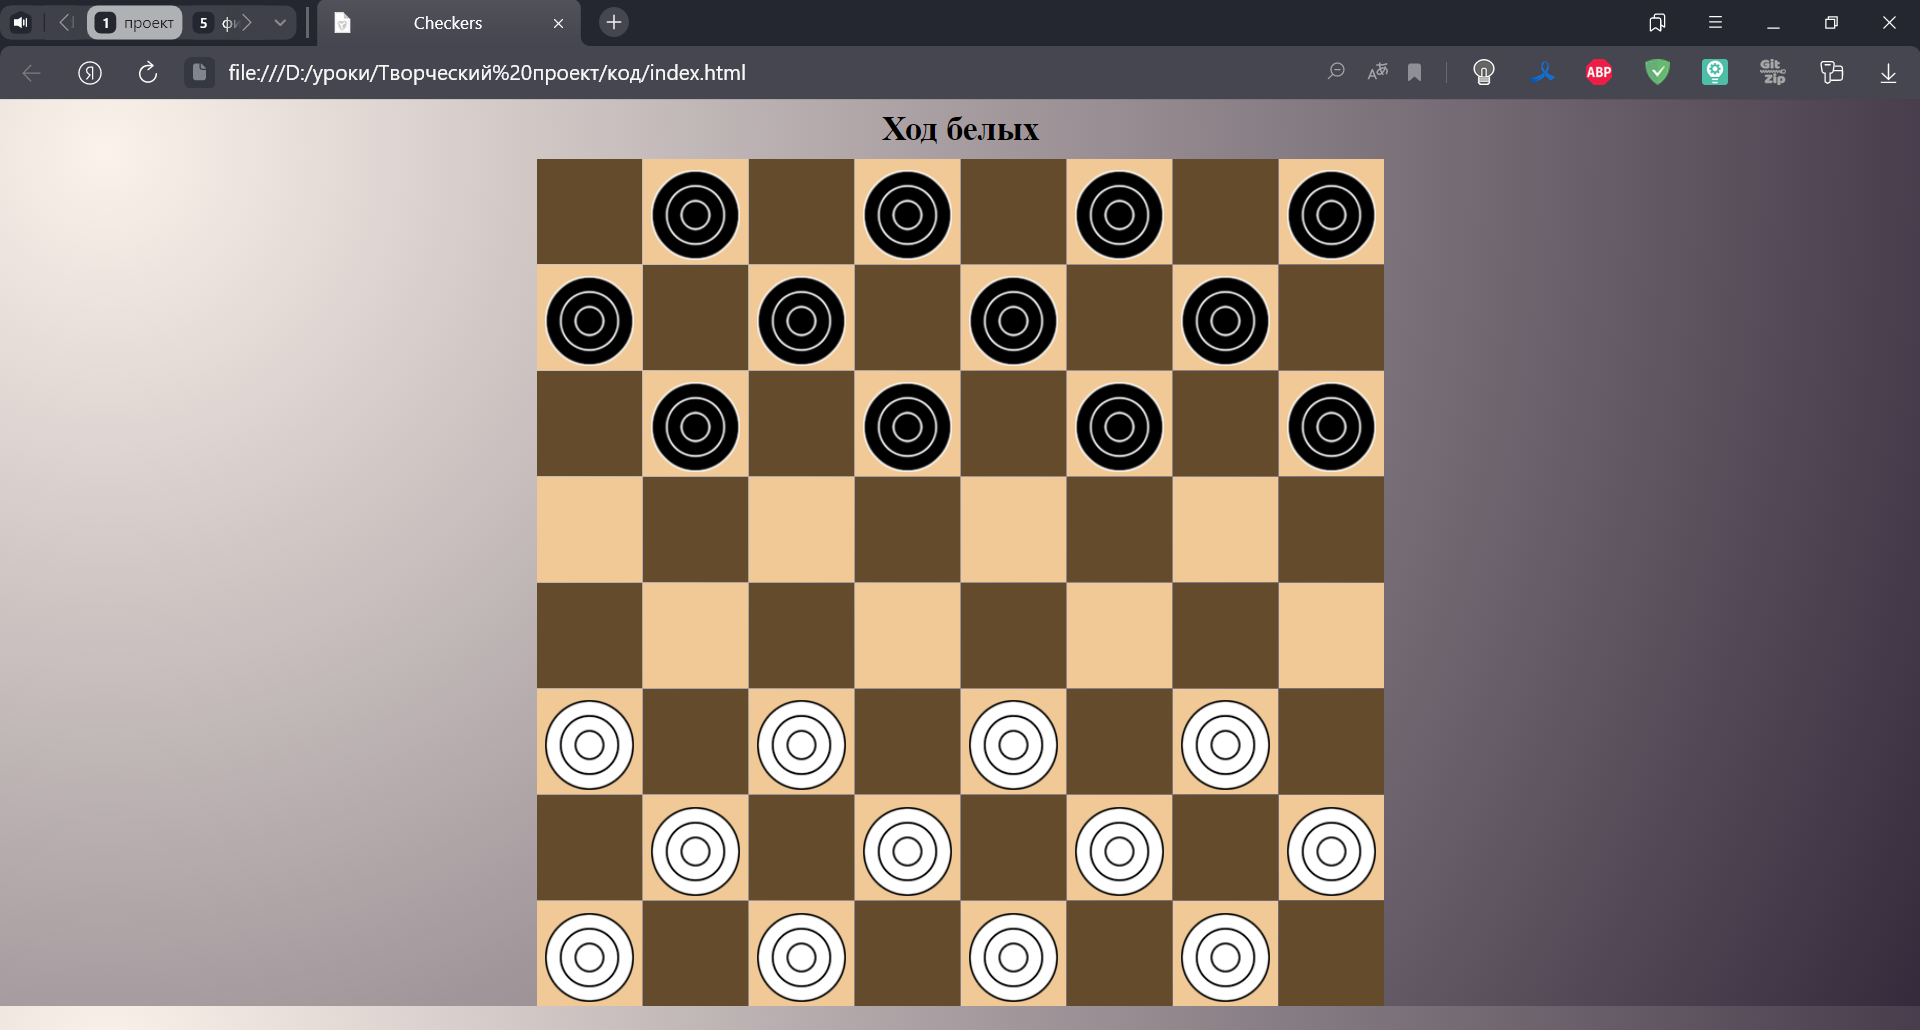 1 проект 5 Checkers
Я file:///D:/уроки/Творческий%20проект/код/index.html ABP Git Zip
Ход белых